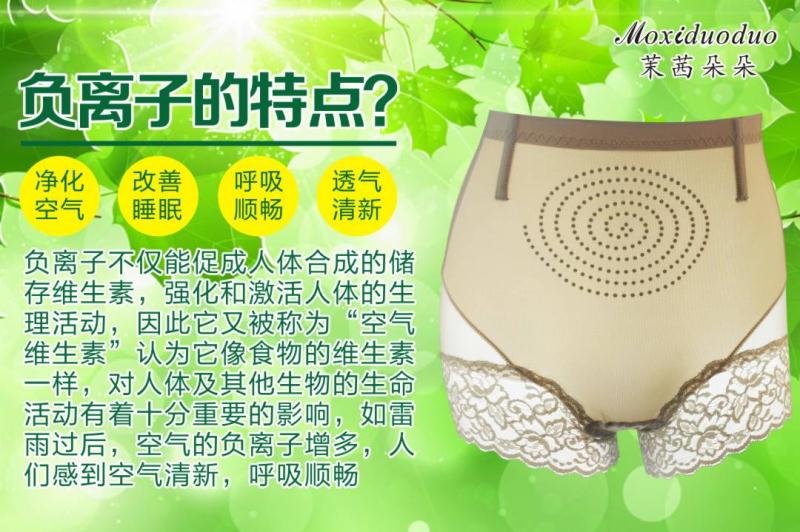 Moxiduoduo
茉茜朵朵
负离子的特点?
净化
空气
改善
睡眠
呼吸
顺畅
透气
清新
负离子不仅能促成人体合成的储
存维生素，强化和激活人体的生
理活动，因此它又被称为“空气
维生素”认为它像食物的维生素
一样，对人体及其他生物的生命
活动有着十分重要的影响，如雷
雨过后，空气的负离子增多，人
们感到空气清新，呼吸顺畅